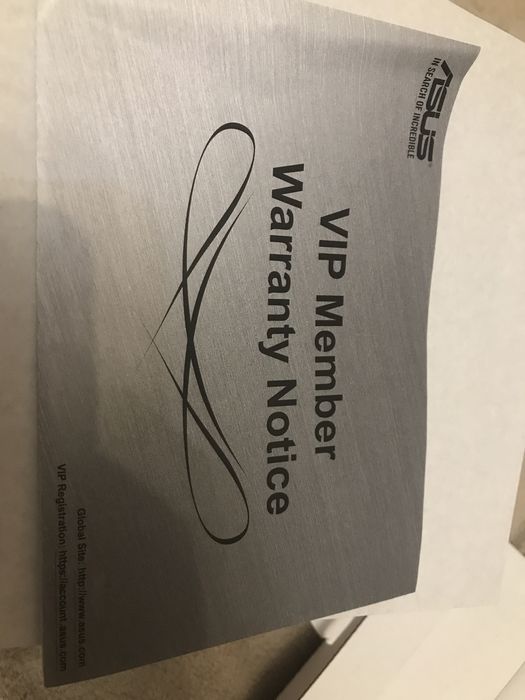 ASUS
IN SEARCH OF INCREDIBLE
VIP Member
Warranty Notice
Global Site: http://www.asus.com
VIP Registration: https://account.asus.com